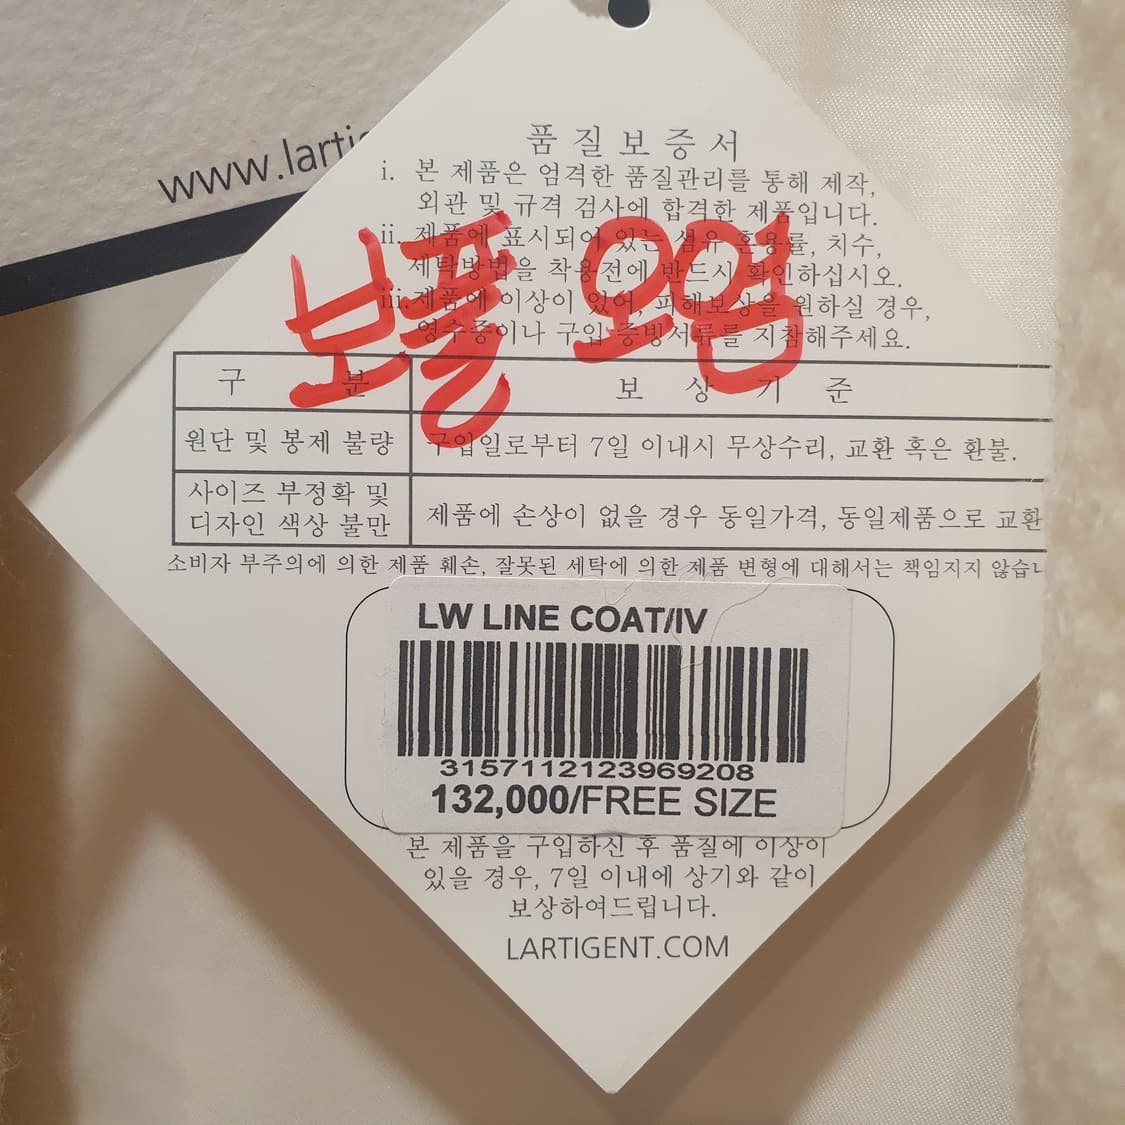 www.larti
품질보증서
i. 본 제품은 엄격한 품질관리를 통해 제작,
외관 및 규격 검사에 합격한 제품입니다.
ii. 제품에 표시되어 있는 섬유 혼용률, 치수,
세탁방법을 착용전에 반드시 확인하십시오.
iii. 제품에 이상이 있어, 피해보상을 원하실 경우,
영수증이나 구입 증빙서류를 지참해주세요.
보풀 오염
구 분 보 상 기 준
원단 및 봉제 불량 구입일로부터 7일 이내시 무상수리, 교환 혹은 환불.
사이즈 부정확 및
디자인 색상 불만 제품에 손상이 없을 경우 동일가격, 동일제품으로 교환
소비자 부주의에 의한 제품 훼손, 잘못된 세탁에 의한 제품 변형에 대해서는 책임지지 않습니
LW LINE COAT/IV
3157112123969208
132,000/FREE SIZE
본 제품을 구입하신 후 품질에 이상이
있을 경우, 7일 이내에 상기와 같이
보상하여드립니다.
LARTIGENT.COM